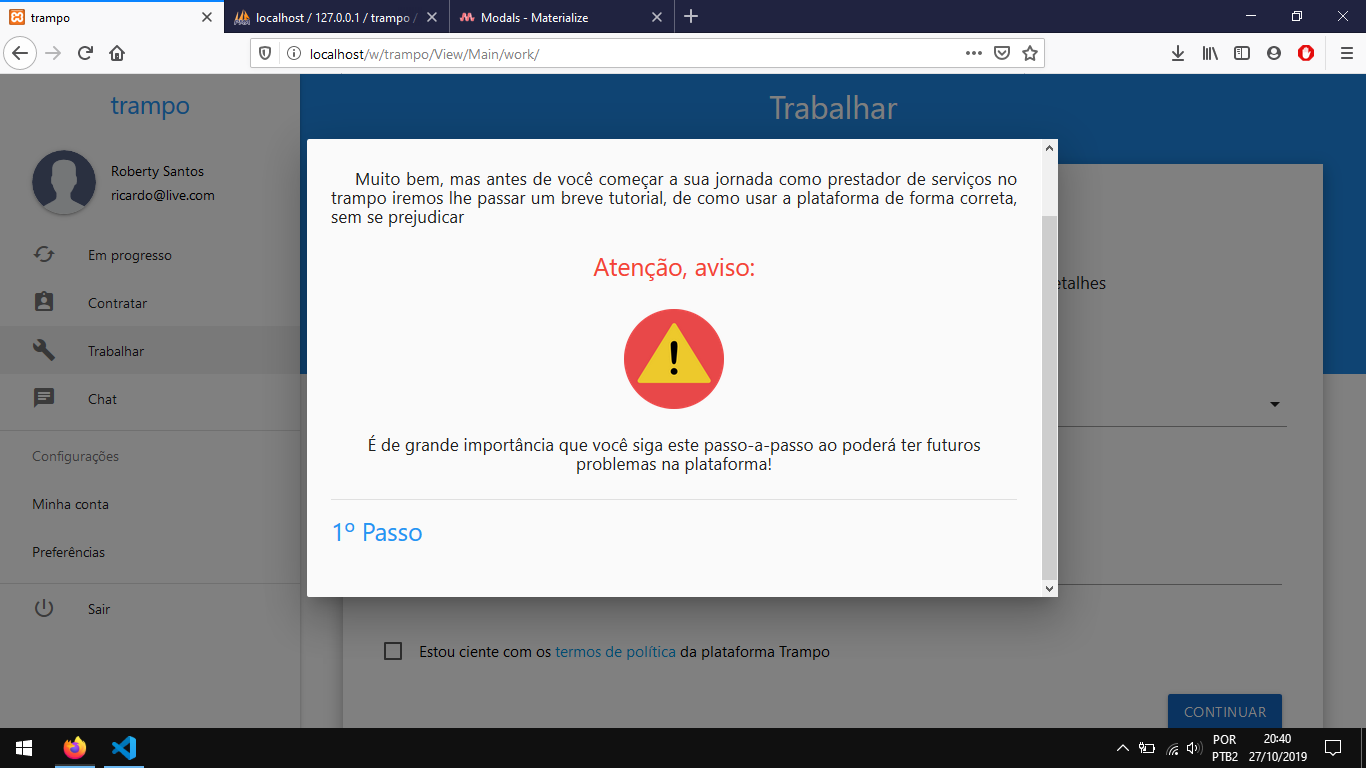 trampo
localhost / 127.0.0.1 / trampo /
Modals - Materialize
localhost/w/trampo/View/Main/work/
trampo
Roberty Santos
ricardo@live.com
Em progresso
Contratar
Trabalhar
Chat
Configurações
Minha conta
Preferências
Sair
Trabalhar
Muito bem, mas antes de você começar a sua jornada como prestador de serviços no
trampo iremos lhe passar um breve tutorial, de como usar a plataforma de forma correta,
sem se prejudicar
Atenção, aviso:
É de grande importância que você siga este passo-a-passo ao poderá ter futuros
problemas na plataforma!
1º Passo
etalhes
Estou ciente com os termos de política da plataforma Trampo
CONTINUAR
POR
PTB2
20:40
27/10/2019